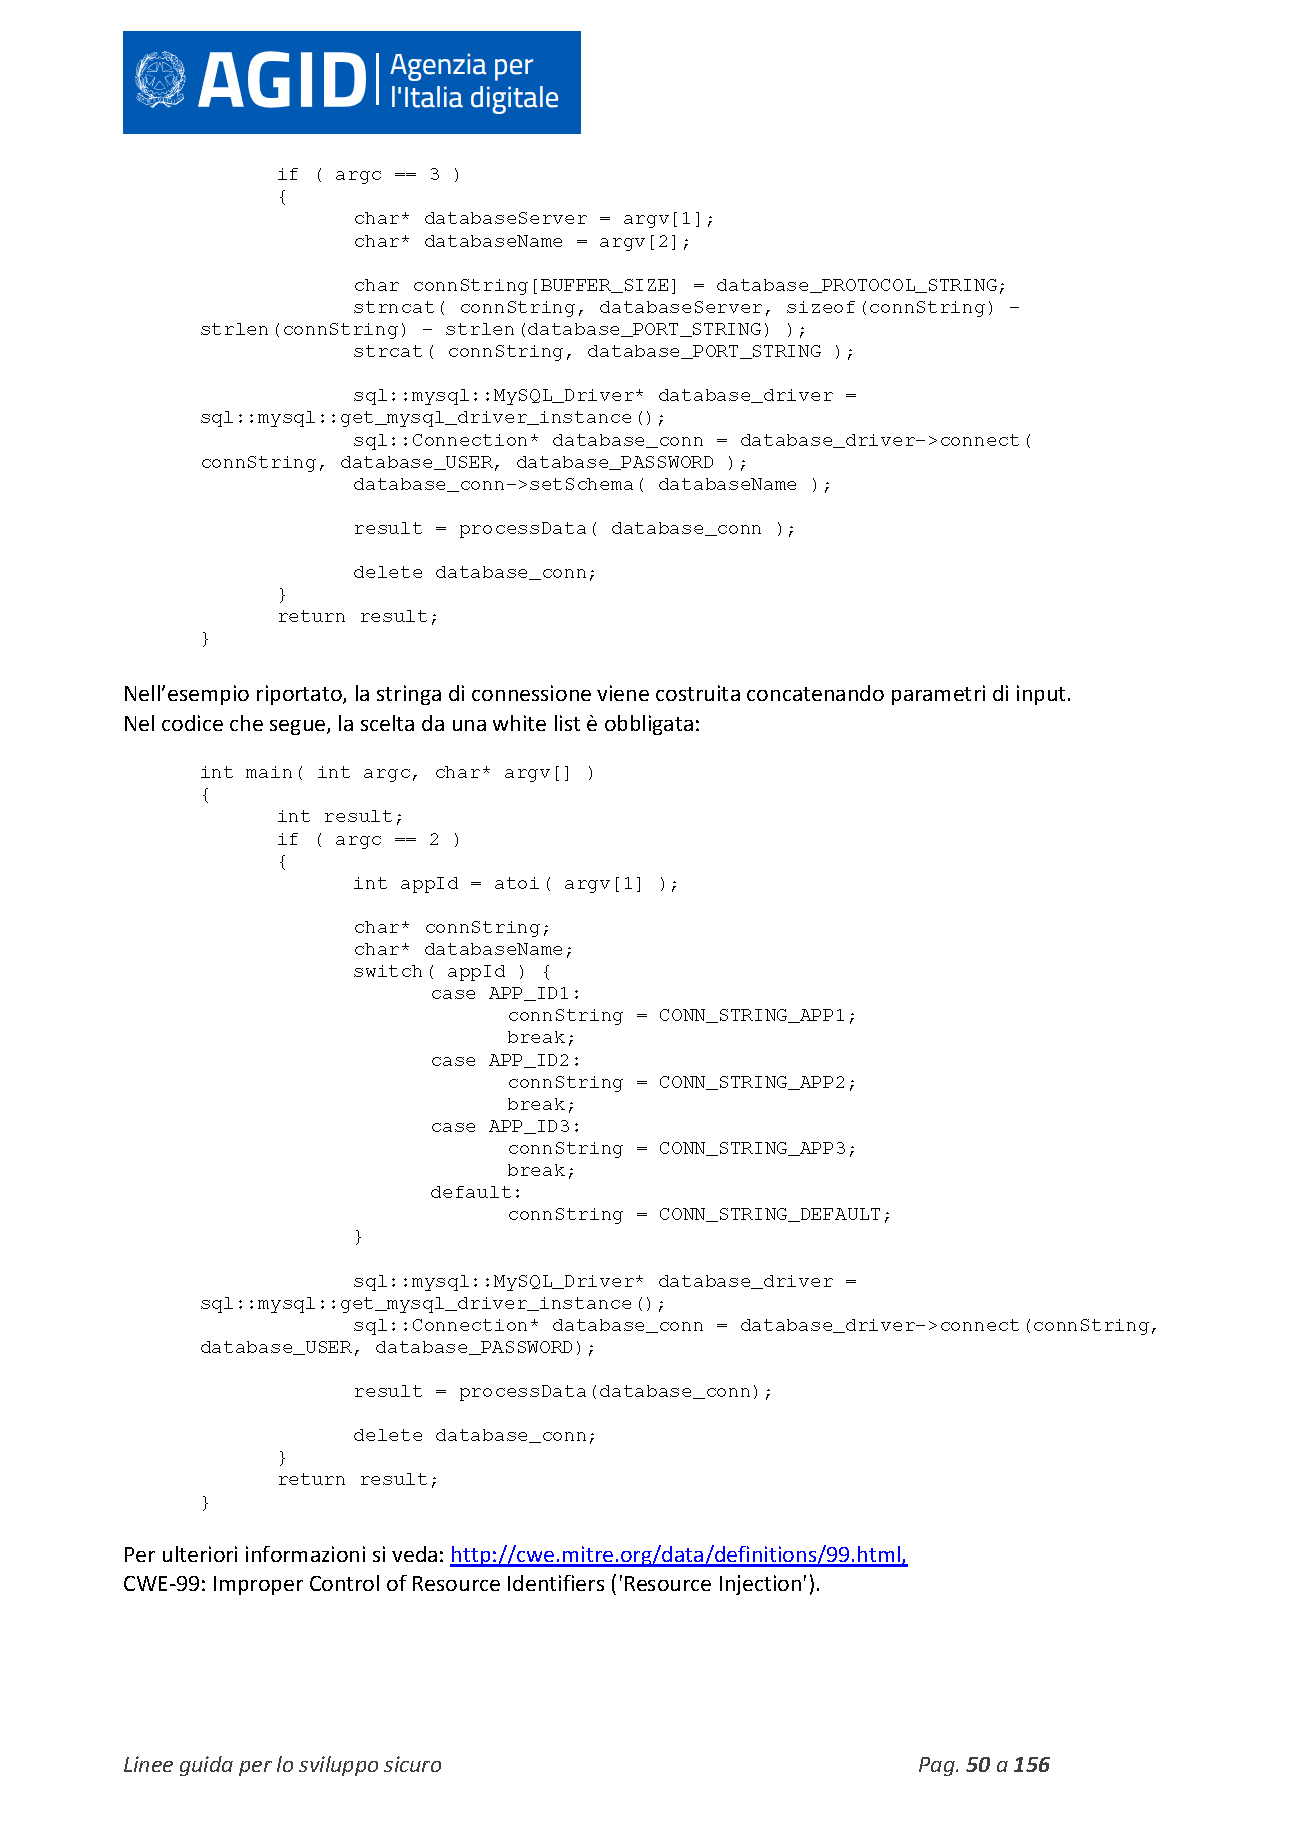 AGID
Agenzia per
l'Italia digitale
if ( argc == 3 )
{
char* databaseServer = argv[1];
char* databaseName = argv[2];
char connString[BUFFER_SIZE] = database_PROTOCOL_STRING;
strncat( connString, databaseServer, sizeof(connString) –
strlen(connString) – strlen(database_PORT_STRING) );
strcat( connString, database_PORT_STRING );
sql::mysql::MySQL_Driver* database_driver =
sql::mysql::get_mysql_driver_instance();
sql::Connection* database_conn = database_driver->connect(
connString, database_USER, database_PASSWORD );
database_conn->setSchema( databaseName );
result = processData( database_conn );
delete database_conn;
}
return result;
}
Nell’esempio riportato, la stringa di connessione viene costruita concatenando parametri di input.
Nel codice che segue, la scelta da una white list è obbligata:
int main( int argc, char* argv[] )
{
int result;
if ( argc == 2 )
{
int appId = atoi( argv[1] );
char* connString;
char* databaseName;
switch( appId ) {
case APP_ID1:
connString = CONN_STRING_APP1;
break;
case APP_ID2:
connString = CONN_STRING_APP2;
break;
case APP_ID3:
connString = CONN_STRING_APP3;
break;
default:
connString = CONN_STRING_DEFAULT;
}
sql::mysql::MySQL_Driver* database_driver =
sql::mysql::get_mysql_driver_instance();
sql::Connection* database_conn = database_driver->connect(connString,
database_USER, database_PASSWORD);
result = processData(database_conn);
delete database_conn;
}
return result;
}
Per ulteriori informazioni si veda: http://cwe.mitre.org/data/definitions/99.html,
CWE-99: Improper Control of Resource Identifiers ('Resource Injection').
Linee guida per lo sviluppo sicuro Pag. 50 a 156